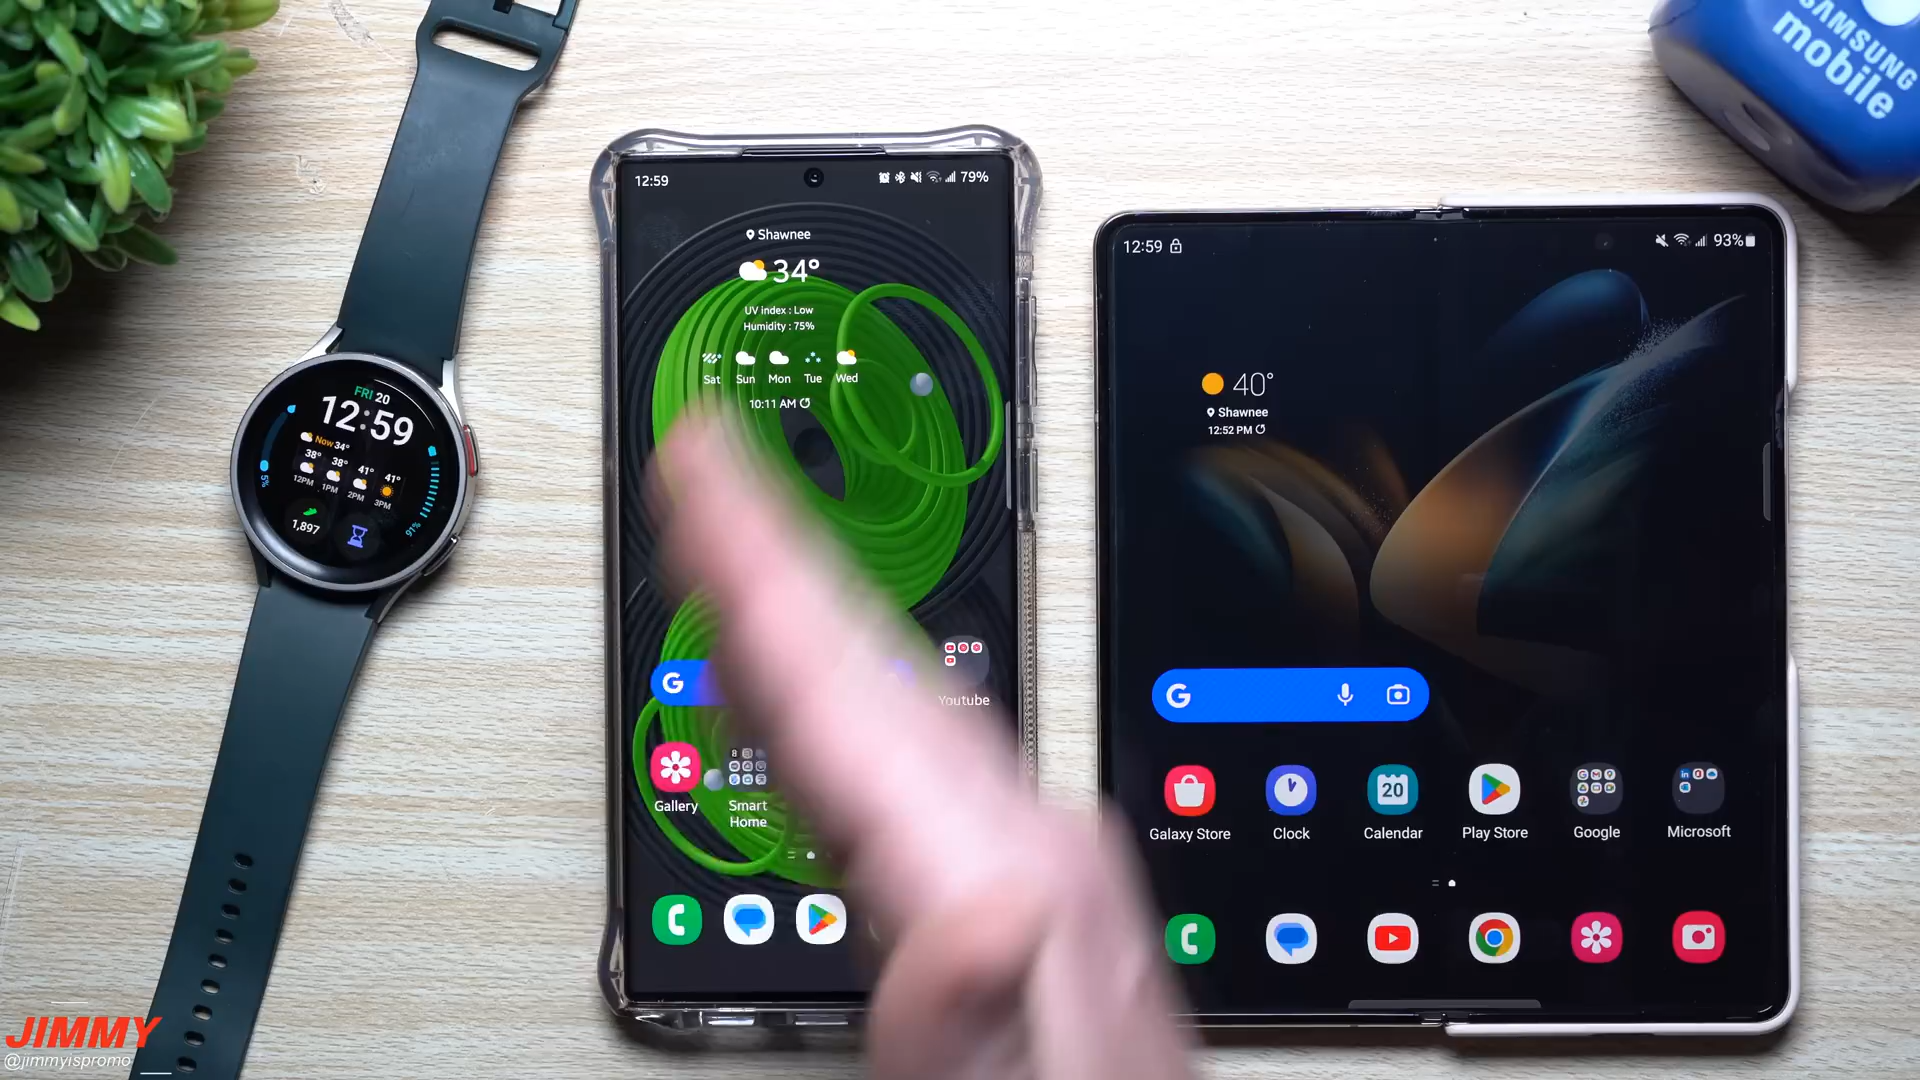 SAMSUNG
mobile
FRI 20
12:59
Now 34°
38° 38° 41° 41°
12PM 1PM 2PM 3PM
5%
91%
1,897
12:59
79%
Shawnee
34°
UV index : Low
Humidity : 75%
Sat Sun Mon Tue Wed
10:11 AM
G
Youtube
Gallery
Smart
Home
12:59
93%
40°
Shawnee
12:52 PM
G
20
Galaxy Store Clock Calendar Play Store Google Microsoft
JIMMY
@jimmyispromo